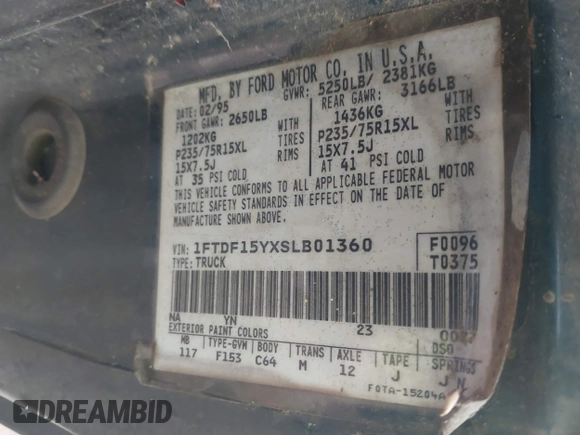 MFD. BY FORD MOTOR CO. IN U.S.A.
DATE: 02/95 GVWR: 5250LB/ 2381KG
FRONT GAWR: 2650LB REAR GAWR: 3166LB
1202KG WITH 1436KG WITH
P235/75R15XL TIRES P235/75R15XL TIRES
15X7.5J RIMS 15X7.5J RIMS
AT 35 PSI COLD AT 41 PSI COLD
THIS VEHICLE CONFORMS TO ALL APPLICABLE FEDERAL MOTOR
VEHICLE SAFETY STANDARDS IN EFFECT ON THE DATE OF
MANUFACTURE SHOWN ABOVE.
VIN: 1FTDF15YXSLB01360 F0096
TYPE: TRUCK T0375
NA YN 23
EXTERIOR PAINT COLORS DSO
WB TYPE-GVW BODY TRANS AXLE TAPE SPRINGS
117 F153 C64 M 12 J J N
F0TA-15204A
DREAMBID